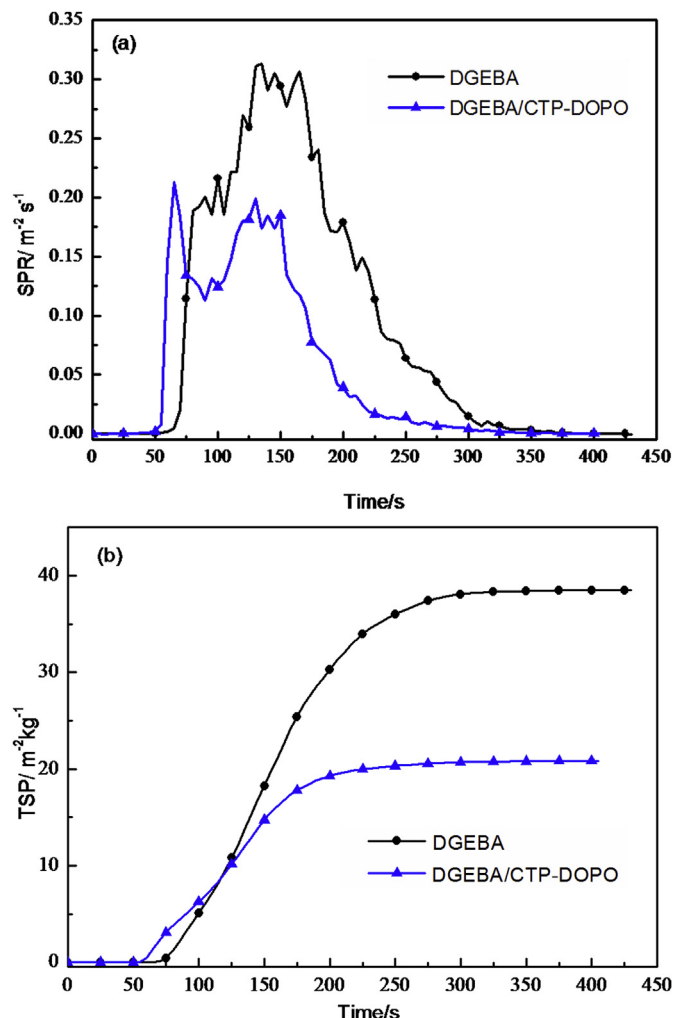 (a)
DGEBA
DGEBA/CTP-DOPO
0.35
0.30
0.25
0.20
0.15
0.10
0.05
0.00
SPR/ m⁻² s⁻¹
0 50 100 150 200 250 300 350 400 450
Time/s
(b)
40
30
20
10
0
TSP/ m⁻²kg⁻¹
DGEBA
DGEBA/CTP-DOPO
0 50 100 150 200 250 300 350 400 450
Time/s